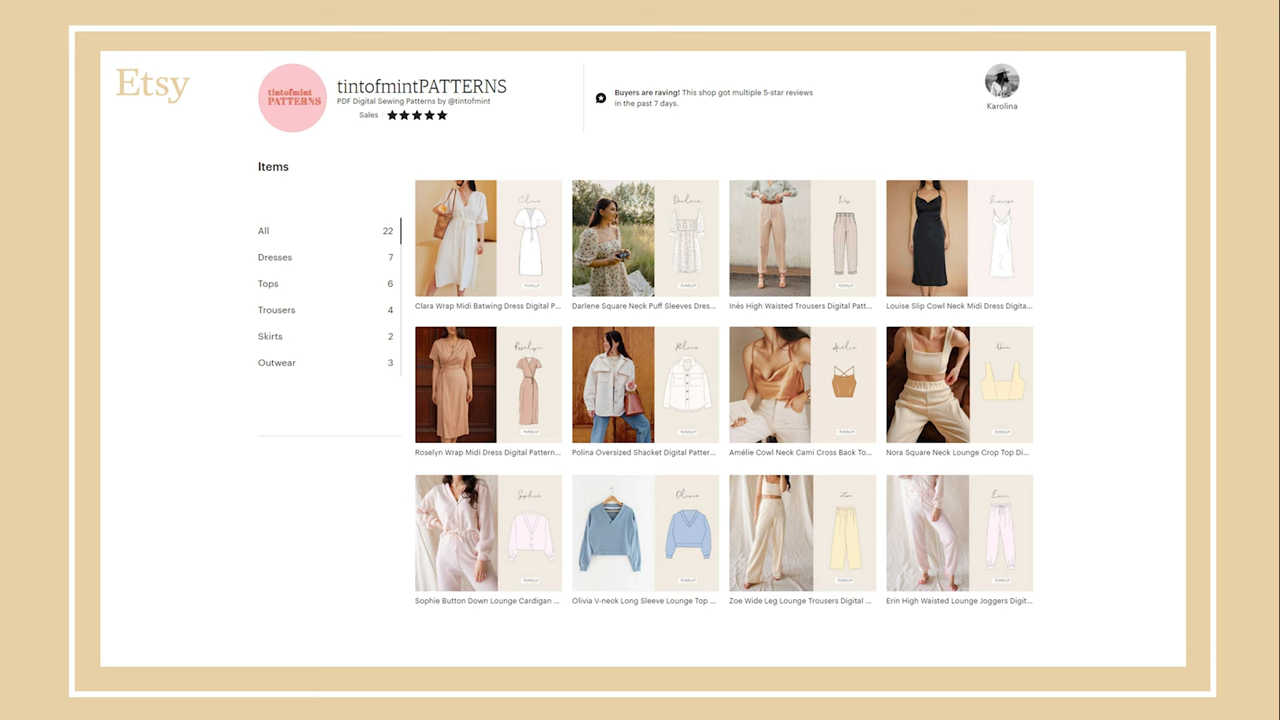 Etsy
tintofmint
PATTERNS
tintofmintPATTERNS
PDF Digital Sewing Patterns by @tintofmint
Sales
Buyers are raving! This shop got multiple 5-star reviews
in the past 7 days.
Karolina
Items
All 22
Dresses 7
Tops 6
Trousers 4
Skirts 2
Outwear 3
Clara
Darlene
Inès
Louise
Clara Wrap Midi Batwing Dress Digital P...
Darlene Square Neck Puff Sleeves Dres...
Inès High Waisted Trousers Digital Patt...
Louise Slip Cowl Neck Midi Dress Digita...
Roselyn
Polina
Amélie
Nora
Roselyn Wrap Midi Dress Digital Pattern...
Polina Oversized Shacket Digital Patter...
Amélie Cowl Neck Cami Cross Back To...
Nora Square Neck Lounge Crop Top Di...
Sophie
Olivia
Zoe
Erin
Sophie Button Down Lounge Cardigan ...
Olivia V-neck Long Sleeve Lounge Top ...
Zoe Wide Leg Lounge Trousers Digital ...
Erin High Waisted Lounge Joggers Digit...